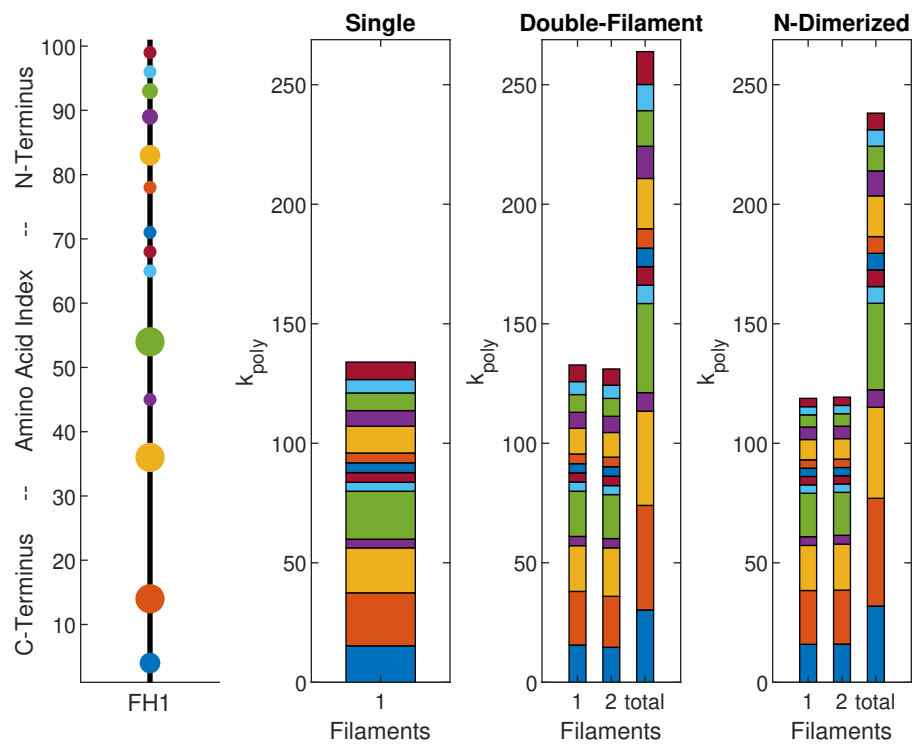 Single
Double-Filament
N-Dimerized
C-Terminus -- Amino Acid Index -- N-Terminus
100
90
80
70
60
50
40
30
20
10
FH1
k_poly
250
200
150
100
50
0
1
Filaments
k_poly
250
200
150
100
50
0
1 2 total
Filaments
k_poly
250
200
150
100
50
0
1 2 total
Filaments